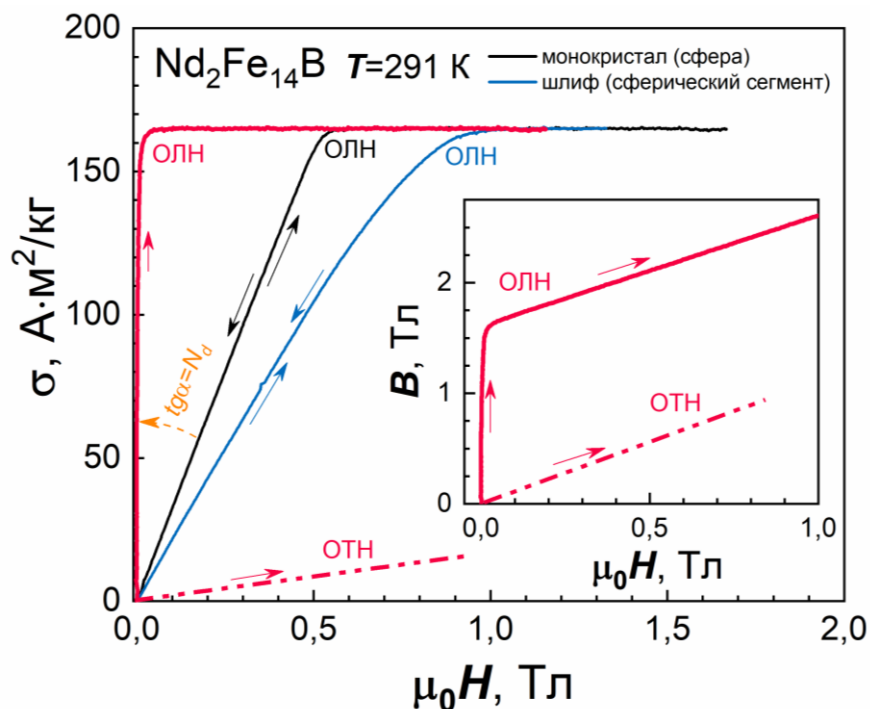 200
150
100
50
0
σ, А·м²/кг
Nd₂Fe₁₄B T=291 К
монокристал (сфера)
шлиф (сферический сегмент)
ОЛН
ОЛН
ОЛН
tgα=N_d
ОТН
0,0
0,5
1,0
1,5
2,0
μ₀H, Тл
2
1
0
B, Тл
ОЛН
ОТН
0,0
0,5
1,0
μ₀H, Тл